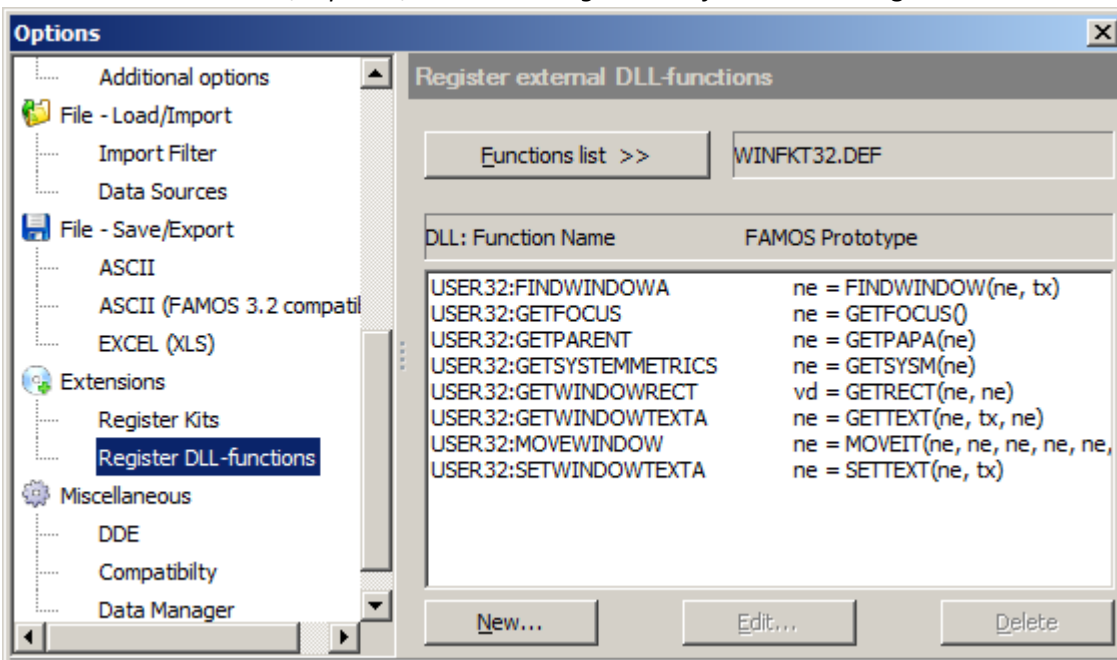 Options
Additional options
File - Load/Import
Import Filter
Data Sources
File - Save/Export
ASCII
ASCII (FAMOS 3.2 compatib
EXCEL (XLS)
Extensions
Register Kits
Register DLL-functions
Miscellaneous
DDE
Compatibilty
Data Manager
Register external DLL-functions
Functions list >> WINFKT32.DEF
DLL: Function Name FAMOS Prototype
USER32:FINDWINDOWA ne = FINDWINDOW(ne, tx)
USER32:GETFOCUS ne = GETFOCUS()
USER32:GETPARENT ne = GETPAPA(ne)
USER32:GETSYSTEMMETRICS ne = GETSYSM(ne)
USER32:GETWINDOWRECT vd = GETRECT(ne, ne)
USER32:GETWINDOWTEXTA ne = GETTEXT(ne, tx, ne)
USER32:MOVEWINDOW ne = MOVEIT(ne, ne, ne, ne, ne,
USER32:SETWINDOWTEXTA ne = SETTEXT(ne, tx)
New... Edit... Delete